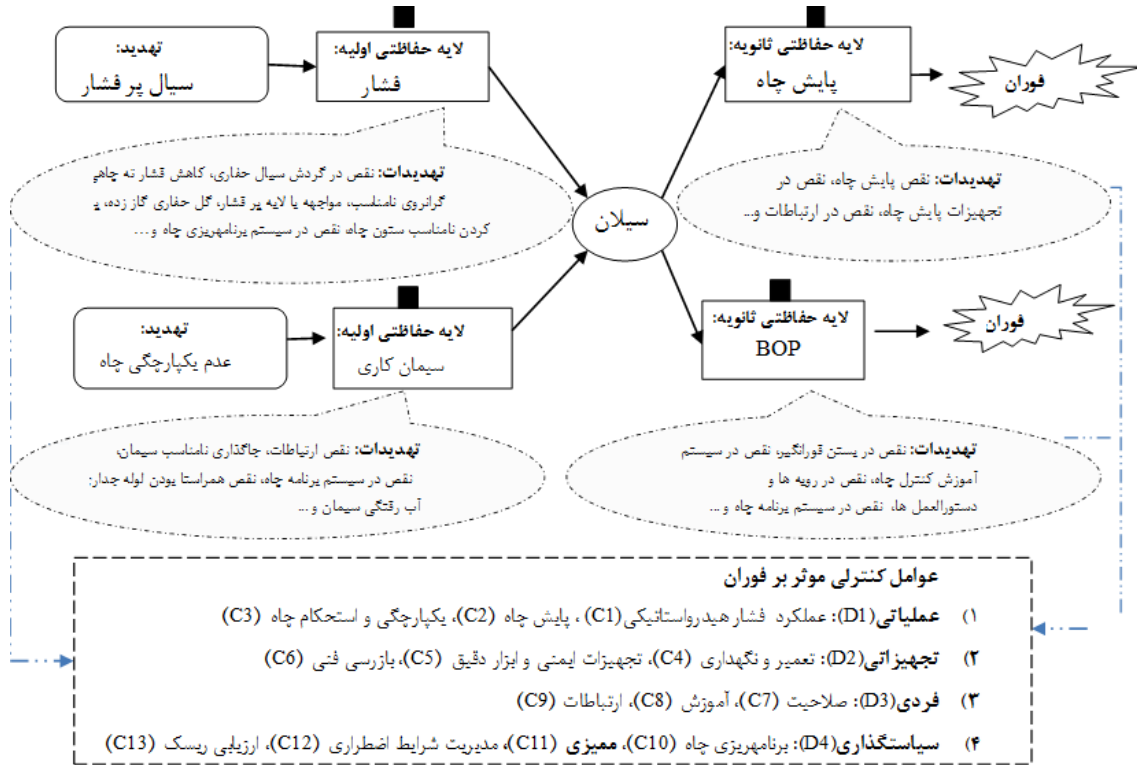 تهدید:
سیال پر فشار
لایه حفاظتی اولیه:
فشار
لایه حفاظتی ثانویه:
پایش چاه
فوران
تهدیدات: نقص در گردش سیال حفاری، کاهش فشار ته چاهی
گرانروی نامناسب، مواجهه با لایه پر فشار، گل حفاری گاز زده، پ
کردن نامناسب ستون چاه، نقص در سیستم برنامهریزی چاه و ...
سیلان
تهدیدات: نقص پایش چاه، نقص در
تجهیزات پایش چاه، نقص در ارتباطات و...
تهدید:
عدم یکپارچگی چاه
لایه حفاظتی اولیه:
سیمان کاری
لایه حفاظتی ثانویه:
BOP
فوران
تهدیدات: نقص ارتباطات، جاگذاری نامناسب سیمان،
نقص در سیستم برنامه چاه، نقص همراستا بودن لوله جدار:
آب رفتگی سیمان و...
تهدیدات: نقص در بستن فورانگیر، نقص در سیستم
آموزش کنترل چاه، نقص در رویه ها و
دستورالعمل ها، نقص در سیستم برنامه چاه و ...
عوامل کنترلی موثر بر فوران
۱) عملیاتی(D1): عملکرد فشار هیدرواستاتیکی(C1) ، پایش چاه (C2)، یکپارچگی و استحکام چاه (C3)
۲) تجهیزاتی(D2): تعمیر و نگهداری (C4)، تجهیزات ایمنی و ابزار دقیق (C5)، بازرسی فنی (C6)
۳) فردی(D3): صلاحیت (C7)، آموزش (C8)، ارتباطات (C9)
۴) سیاستگذاری(D4): برنامهریزی چاه (C10)، ممیزی (C11)، مدیریت شرایط اضطراری (C12)، ارزیابی ریسک (C13)